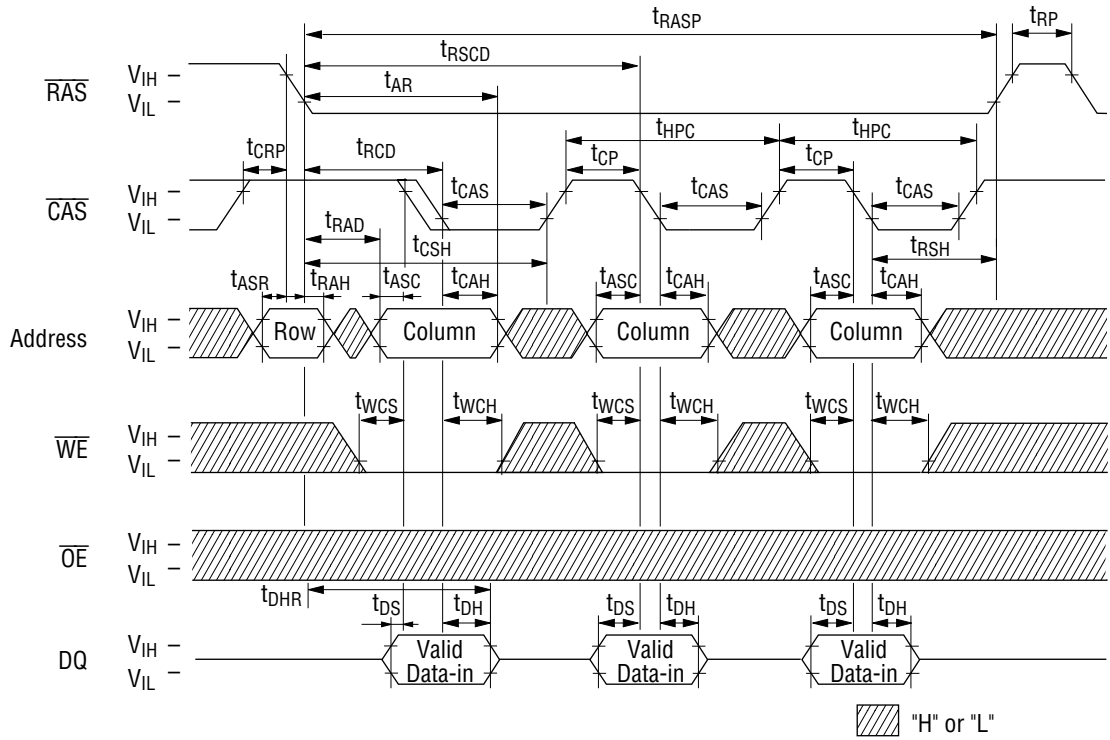 tRASP tRP
tRSCD
tAR
RAS VIH VIL
tHPC tHPC
tCRP tRCD tCP tCP
CAS VIH VIL
tCAS tCAS tCAS
tRAD tCSH tRSH
tASR tRAH tASC tCAH tASC tCAH tASC tCAH
Address VIH VIL
Row Column Column Column
tWCS tWCH tWCS tWCH tWCS tWCH
WE VIH VIL
OE VIH VIL
tDHR
tDS tDH tDS tDH tDS tDH
DQ VIH VIL
Valid Valid Valid
Data-in Data-in Data-in
"H" or "L"